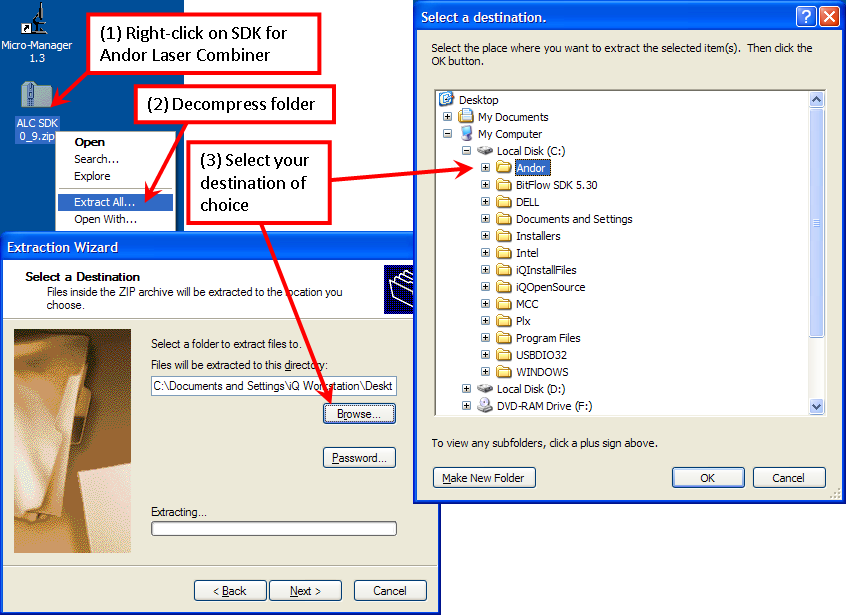 Micro-Manager
1.3
(1) Right-click on SDK for
Andor Laser Combiner
ALC SDK
0_9.zip
(2) Decompress folder
Open
Search...
Explore
Extract All...
Open With...
(3) Select your
destination of
choice
Extraction Wizard
Select a Destination
Files inside the ZIP archive will be extracted to the location you
choose.
Select a folder to extract files to.
Files will be extracted to this directory:
C:\Documents and Settings\iQ Workstation\Deskt
Browse...
Password...
Extracting...
< Back
Next >
Cancel
Select a destination.
Select the place where you want to extract the selected item(s). Then click the
OK button.
Desktop
My Documents
My Computer
Local Disk (C:)
Andor
BitFlow SDK 5.30
DELL
Documents and Settings
Installers
Intel
iQInstallFiles
iQOpenSource
MCC
Plx
Program Files
USBDIO32
WINDOWS
Local Disk (D:)
DVD-RAM Drive (F:)
To view any subfolders, click a plus sign above.
Make New Folder
OK
Cancel